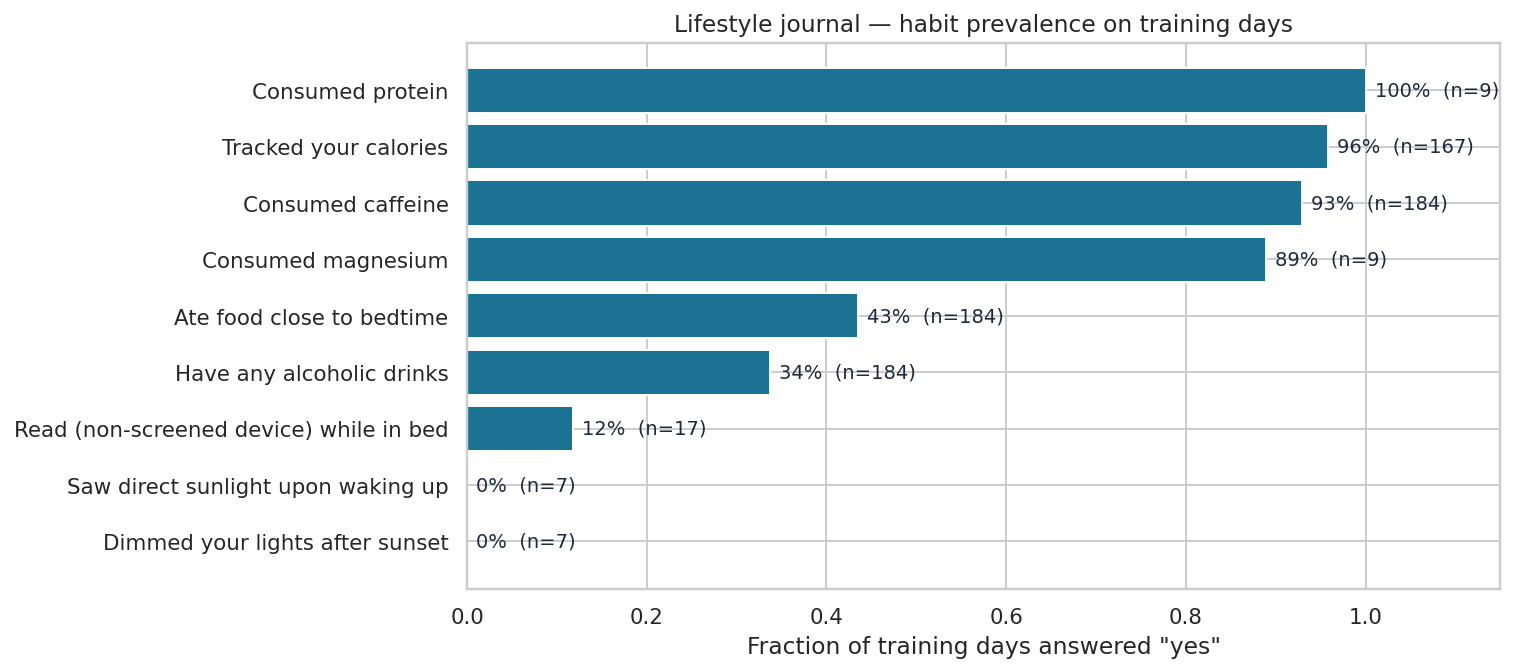 Lifestyle journal — habit prevalence on training days
Consumed protein 100% (n=9)
Tracked your calories 96% (n=167)
Consumed caffeine 93% (n=184)
Consumed magnesium 89% (n=9)
Ate food close to bedtime 43% (n=184)
Have any alcoholic drinks 34% (n=184)
Read (non-screened device) while in bed 12% (n=17)
Saw direct sunlight upon waking up 0% (n=7)
Dimmed your lights after sunset 0% (n=7)
0.0 0.2 0.4 0.6 0.8 1.0
Fraction of training days answered "yes"